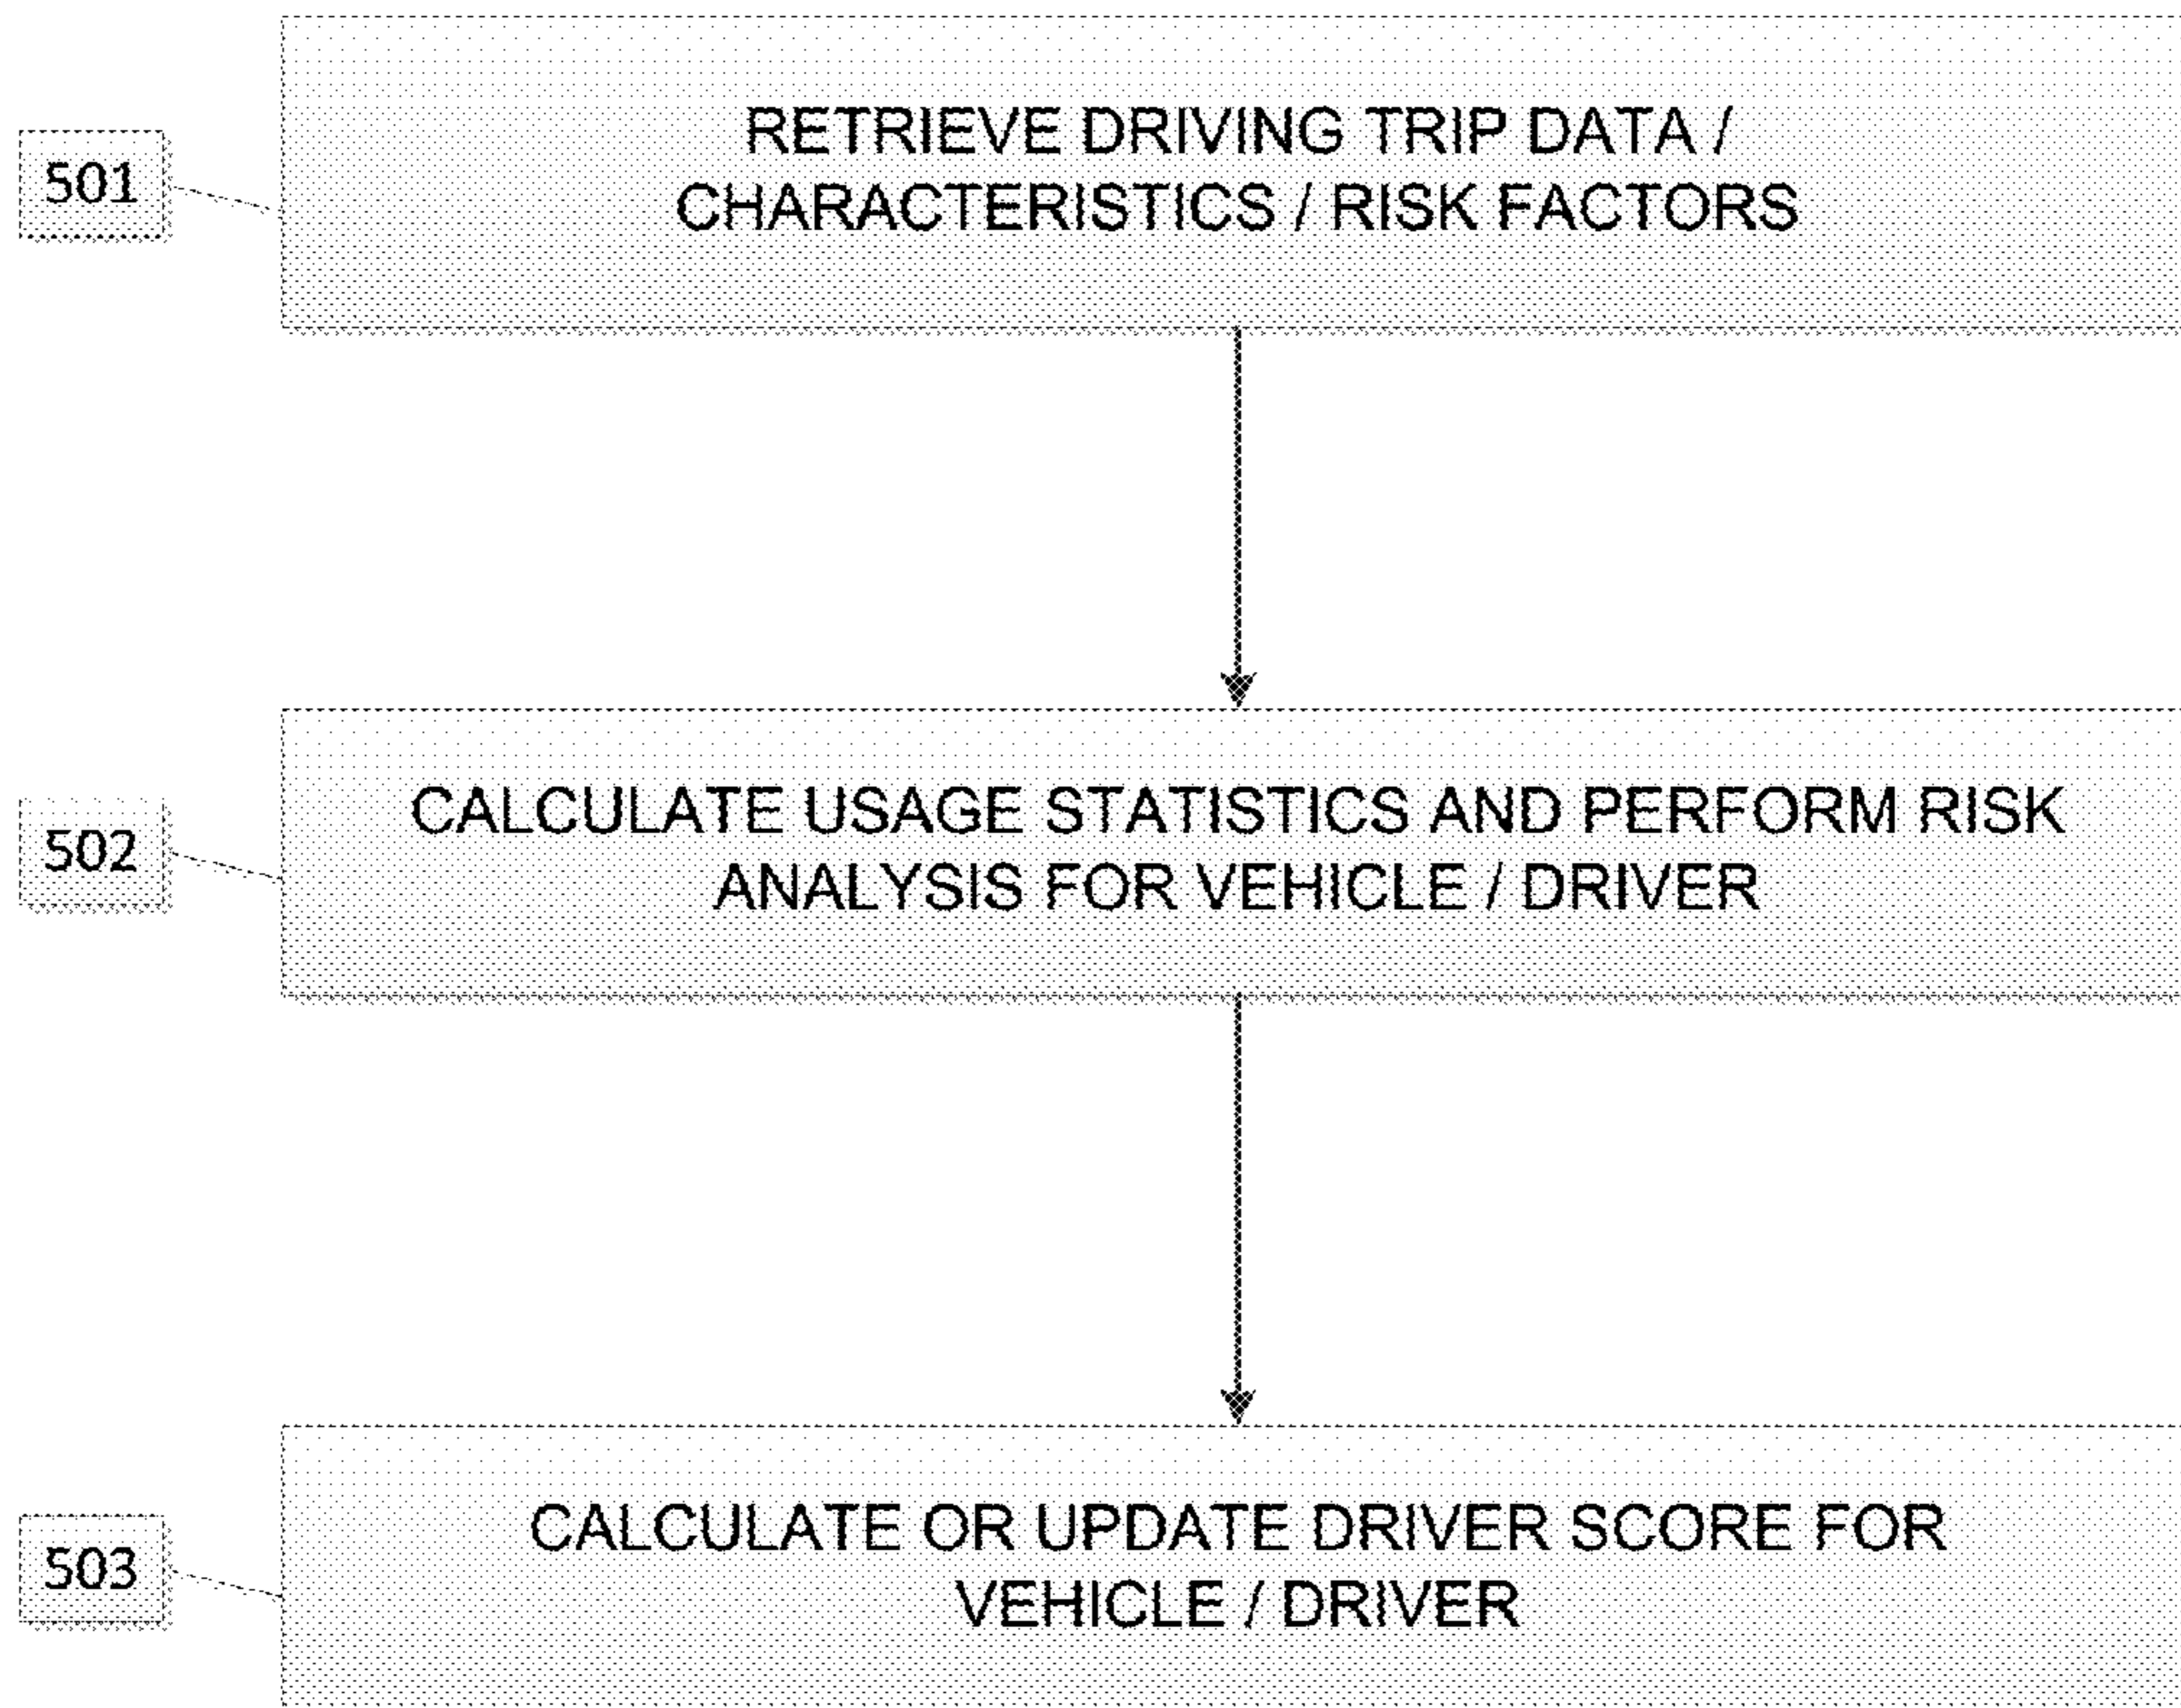 501
RETRIEVE DRIVING TRIP DATA /
CHARACTERISTICS / RISK FACTORS
502
CALCULATE USAGE STATISTICS AND PERFORM RISK
ANALYSIS FOR VEHICLE / DRIVER
503
CALCULATE OR UPDATE DRIVER SCORE FOR
VEHICLE / DRIVER